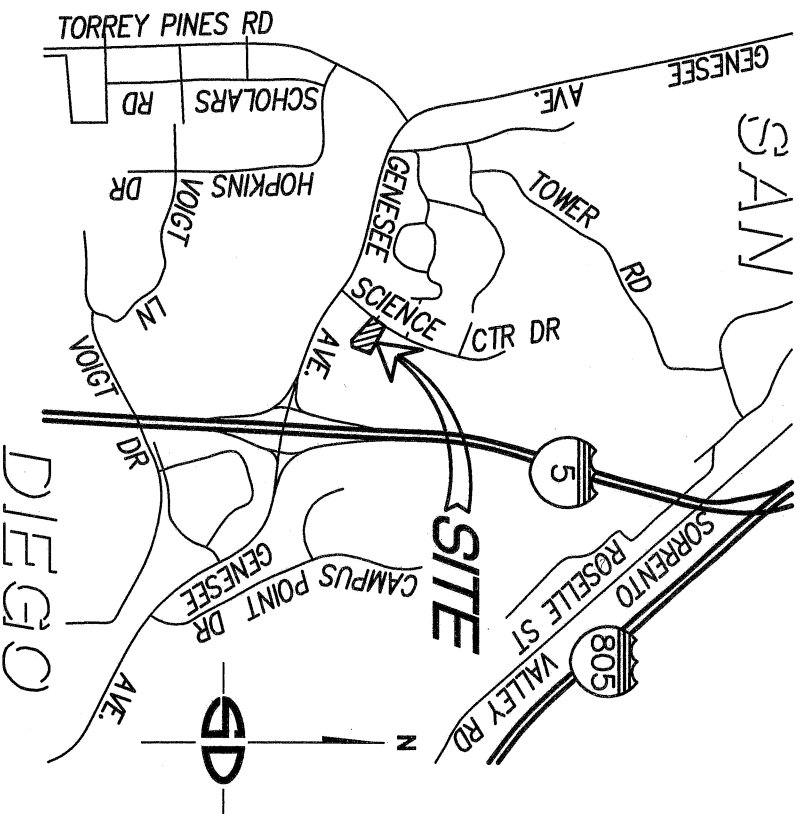 TORREY PINES RD
SCHOLARS RD
HOPKINS DR
VOIGT
LN
VOIGT
DR
GENESEE
AVE.
GENESEE
AVE.
SAN
TOWER RD
SCIENCE CTR DR
5
SITE
DIEGO
GENESEE
AVE.
CAMPUS POINT DR
ROSELLE ST
SORRENTO VALLEY RD
805
N